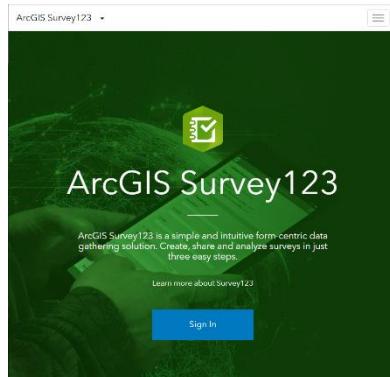 ArcGIS Survey123
ArcGIS Survey123
ArcGIS Survey123 is a simple and intuitive form-centric data
gathering solution. Create, share and analyze surveys in just
three easy steps.
Learn more about Survey123
Sign In